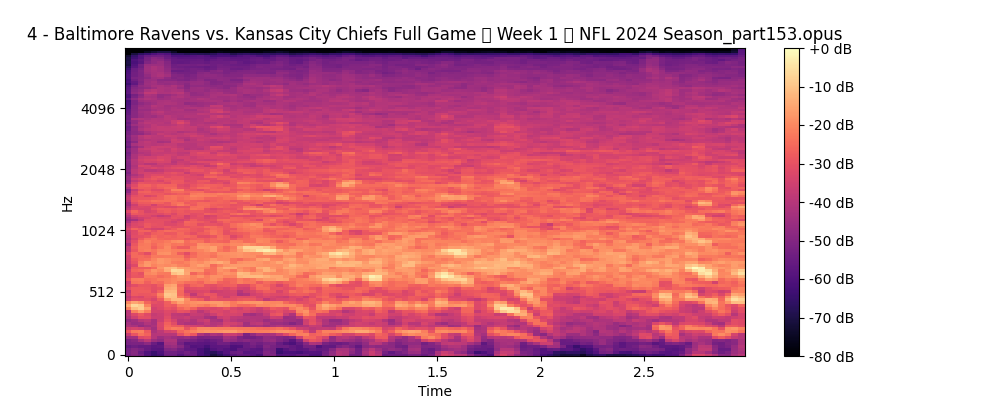 4 - Baltimore Ravens vs. Kansas City Chiefs Full Game ▯ Week 1 ▯ NFL 2024 Season_part153.opus
+0 dB
-10 dB
-20 dB
-30 dB
-40 dB
-50 dB
-60 dB
-70 dB
-80 dB
Hz
4096
2048
1024
512
0
0 0.5 1 1.5 2 2.5
Time